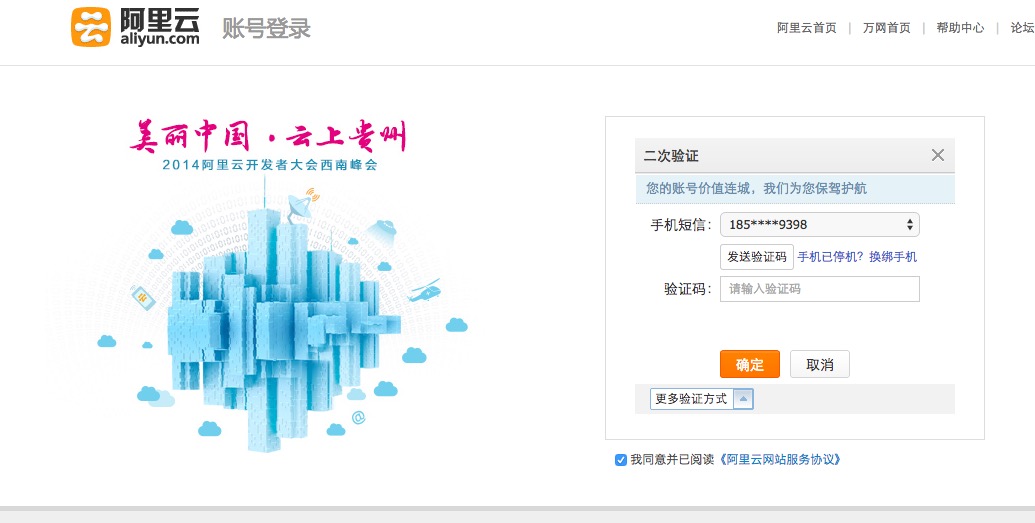 阿里云
aliyun.com
账号登录
阿里云首页 | 万网首页 | 帮助中心 | 论坛
美丽中国·云上贵州
2014阿里云开发者大会西南峰会
二次验证
您的账号价值连城，我们为您保驾护航
手机短信： 185****9398
发送验证码 手机已停机？换绑手机
验证码： 请输入验证码
确定 取消
更多验证方式
@
我同意并已阅读《阿里云网站服务协议》